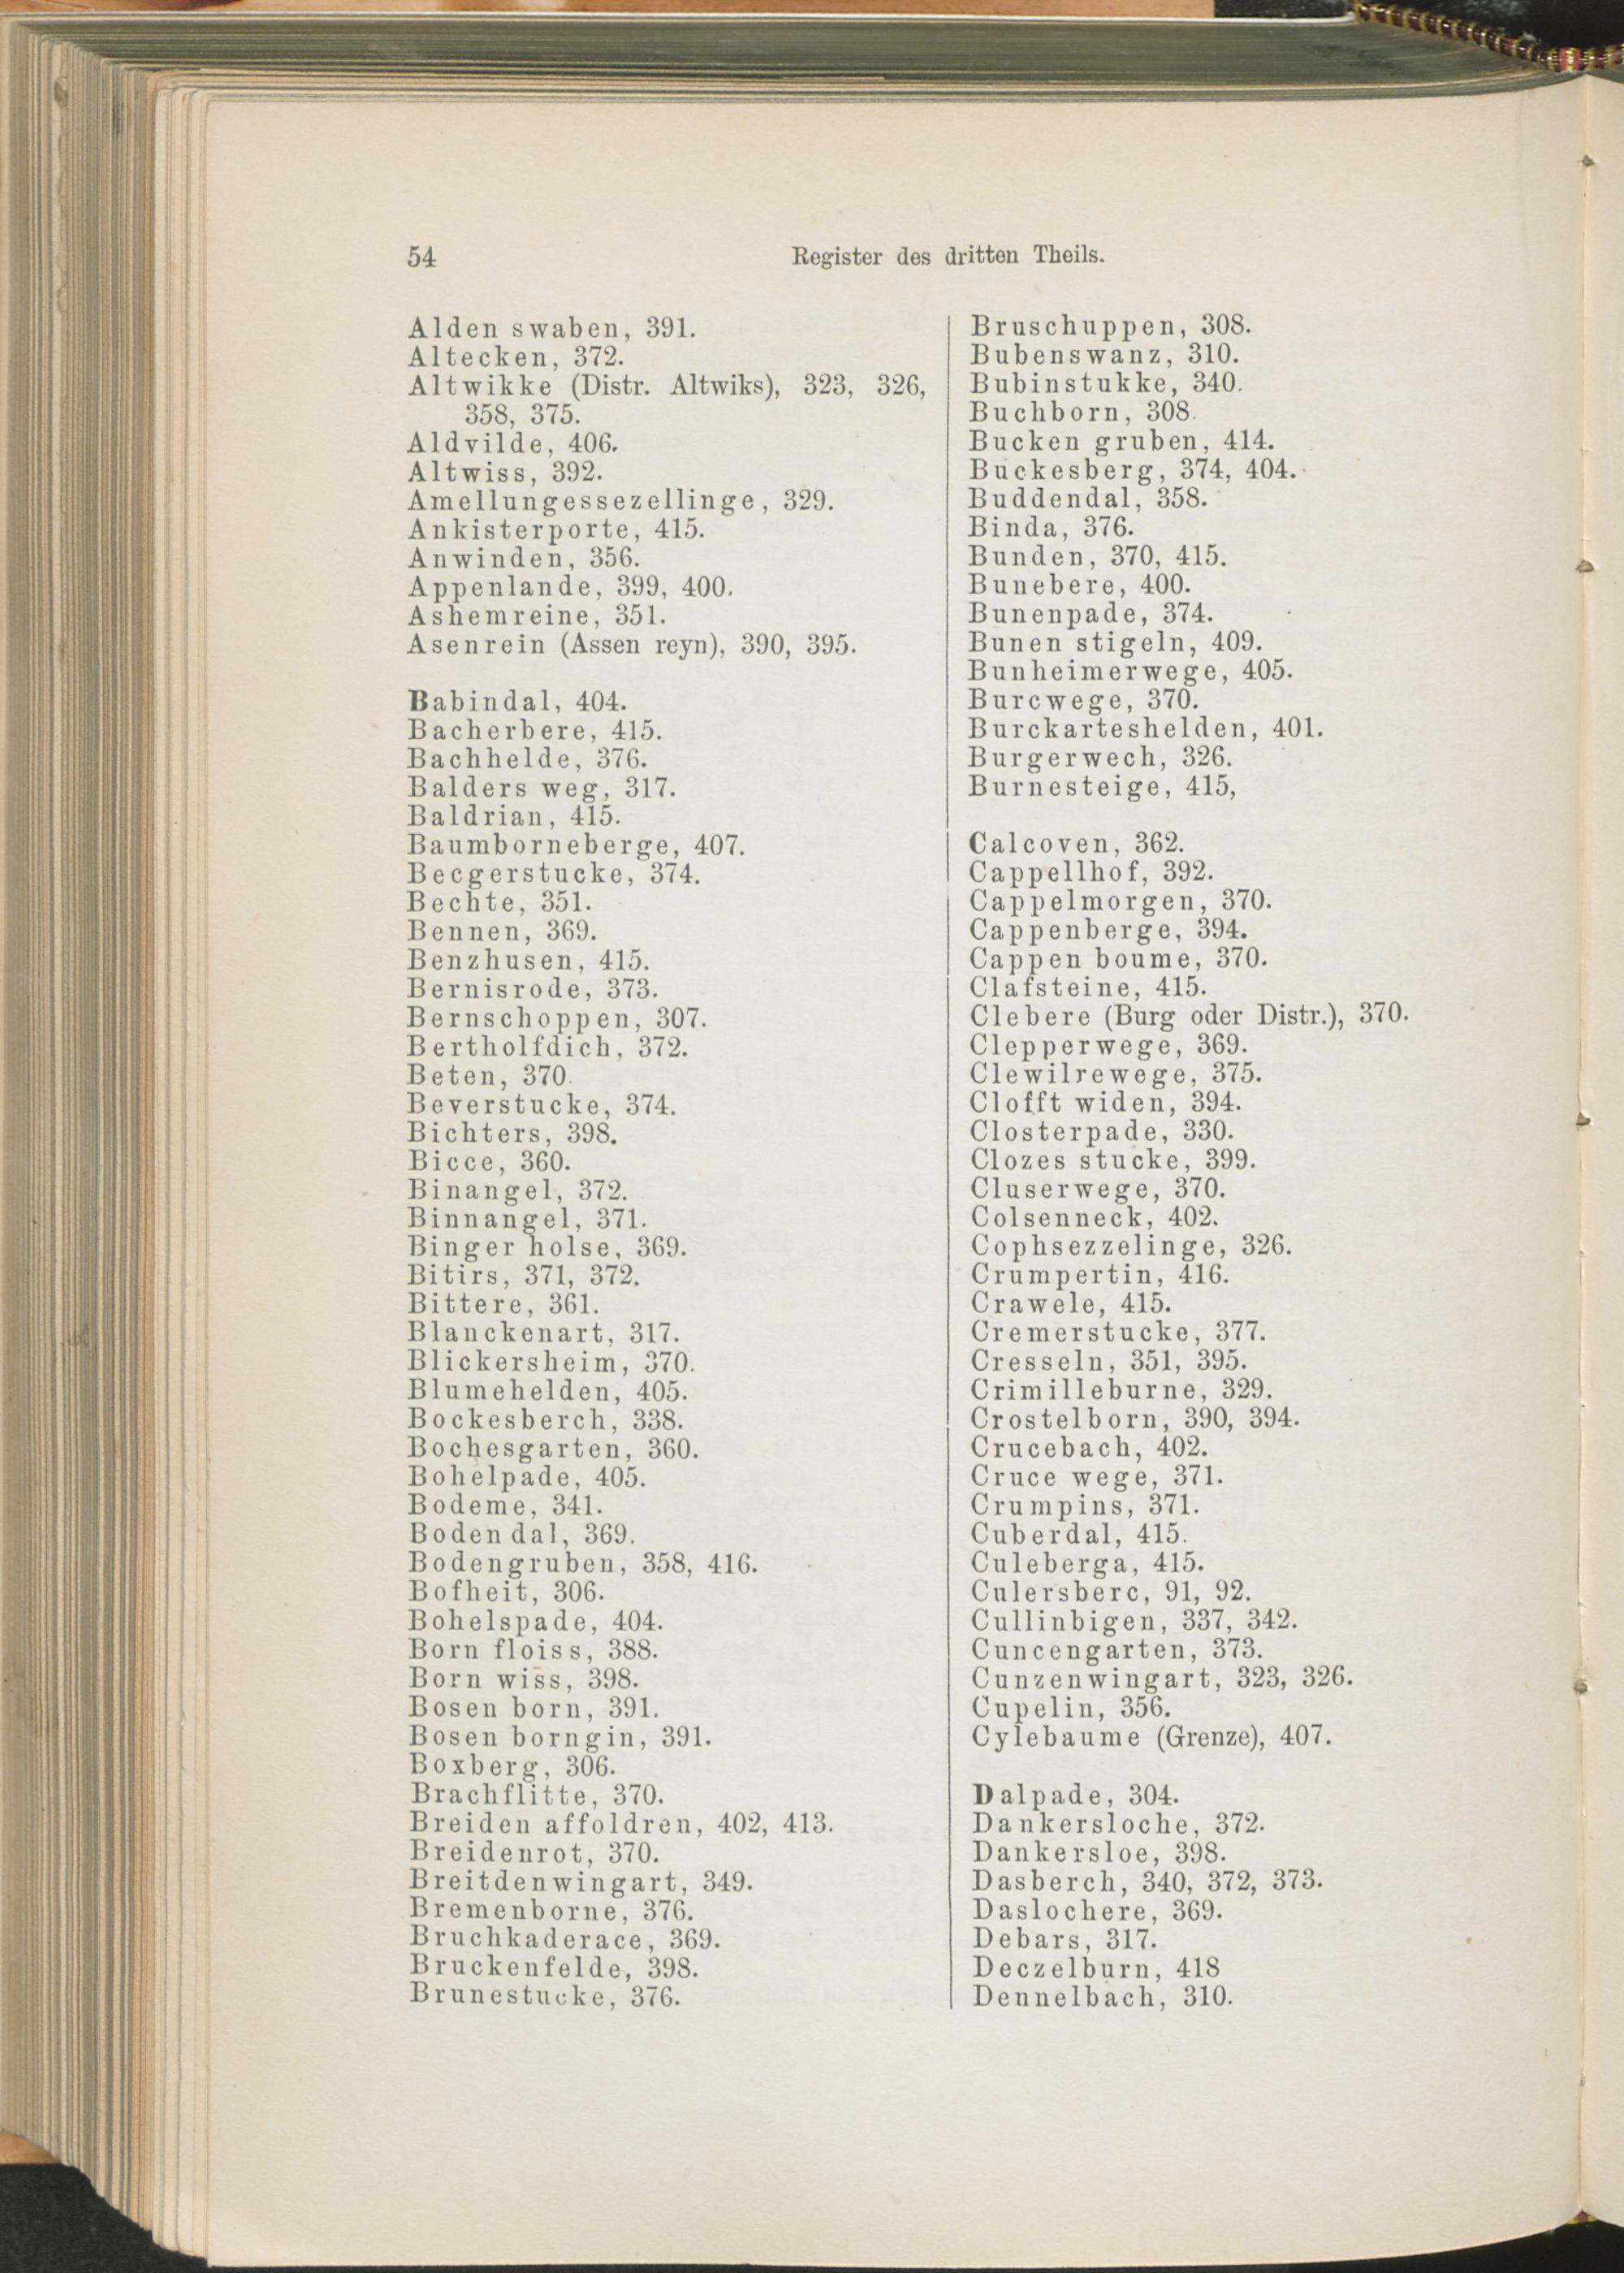 54
Register des dritten Theils.
Alden swaben, 391.
Altecken, 372.
Altwikke (Distr. Altwiks), 323, 326,
358, 375.
Aldvilde, 406.
Altwiss, 392.
Amellungessezellinge, 329.
Ankisterporte, 415.
Anwinden, 356.
Appenlande, 399, 400.
Ashemreine, 351.
Asenrein (Assen reyn), 390, 395.
Babindal, 404.
Bacherbere, 415.
Bachhelde, 376.
Balders weg, 317.
Baldrian, 415.
Baumborneberge, 407.
Becgerstucke, 374.
Bechte, 351.
Bennen, 369.
Benzhusen, 415.
Bernisrode, 373.
Bernschoppen, 307.
Bertholfdich, 372.
Beten, 370.
Beverstucke, 374.
Bichters, 398.
Bicce, 360.
Binangel, 372.
Binnangel, 371.
Binger holse, 369.
Bitirs, 371, 372.
Bittere, 361.
Blanckenart, 317.
Blickersheim, 370.
Blumehelden, 405.
Bockesberch, 338.
Bochesgarten, 360.
Bohelpade, 405.
Bodeme, 341.
Boden dal, 369.
Bodengruben, 358, 416.
Bofheit, 306.
Bohelspade, 404.
Born floiss, 388.
Born wiss, 398.
Bosen born, 391.
Bosen borngin, 391.
Boxberg, 306.
Brachflitte, 370.
Breiden affoldren, 402, 413.
Breidenrot, 370.
Breitdenwingart, 349.
Bremenborne, 376.
Bruchkaderace, 369.
Bruckenfelde, 398.
Brunestucke, 376.
Bruschuppen, 308.
Bubenswanz, 310.
Bubinstukke, 340.
Buchborn, 308.
Bucken gruben, 414.
Buckesberg, 374, 404.
Buddendal, 358.
Binda, 376.
Bunden, 370, 415.
Bunebere, 400.
Bunenpade, 374.
Bunen stigeln, 409.
Bunheimerwege, 405.
Burcwege, 370.
Burckarteshelden, 401.
Burgerwech, 326.
Burnesteige, 415,
Calcoven, 362.
Cappellhof, 392.
Cappelmorgen, 370.
Cappenberge, 394.
Cappen boume, 370.
Clafsteine, 415.
Clebere (Burg oder Distr.), 370.
Clepperwege, 369.
Clewilrewege, 375.
Clofft widen, 394.
Closterpade, 330.
Clozes stucke, 399.
Cluserwege, 370.
Colsenneck, 402.
Cophsezzelinge, 326.
Crumpertin, 416.
Crawele, 415.
Cremerstucke, 377.
Cresseln, 351, 395.
Crimilleburne, 329.
Crostelborn, 390, 394.
Crucebach, 402.
Cruce wege, 371.
Crumpins, 371.
Cuberdal, 415.
Culeberga, 415.
Culersberc, 91, 92.
Cullinbigen, 337, 342.
Cuncengarten, 373.
Cunzenwingart, 323, 326.
Cupelin, 356.
Cylebaume (Grenze), 407.
Dalpade, 304.
Dankersloche, 372.
Dankersloe, 398.
Dasberch, 340, 372, 373.
Daslochere, 369.
Debars, 317.
Deczelburn, 418
Dennelbach, 310.